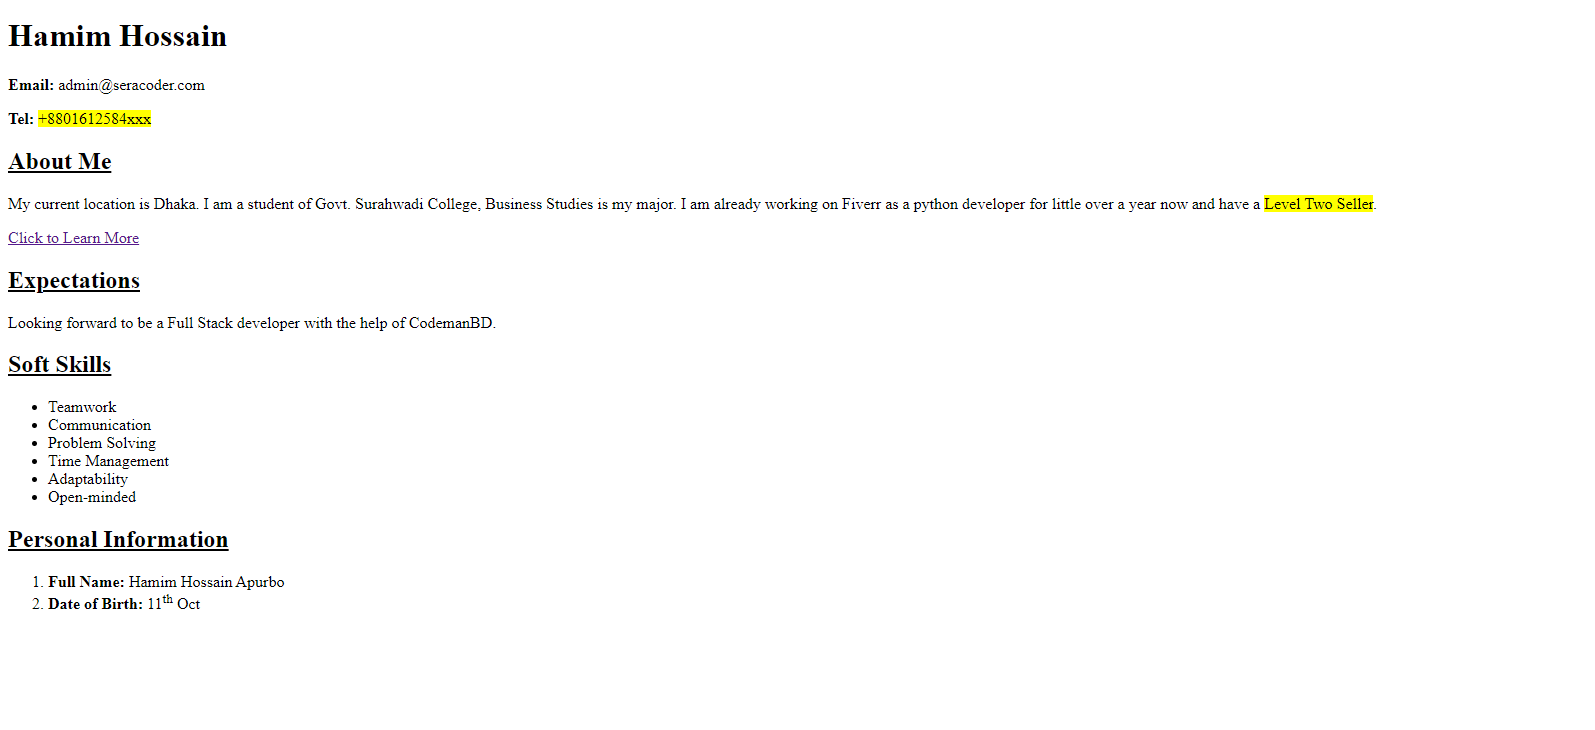 Hamim Hossain
Email: admin@seracoder.com
Tel: +8801612584xxx
About Me
My current location is Dhaka. I am a student of Govt. Surahwadi College, Business Studies is my major. I am already working on Fiverr as a python developer for little over a year now and have a Level Two Seller.
Click to Learn More
Expectations
Looking forward to be a Full Stack developer with the help of CodemanBD.
Soft Skills
• Teamwork
• Communication
• Problem Solving
• Time Management
• Adaptability
• Open-minded
Personal Information
1. Full Name: Hamim Hossain Apurbo
2. Date of Birth: 11th Oct